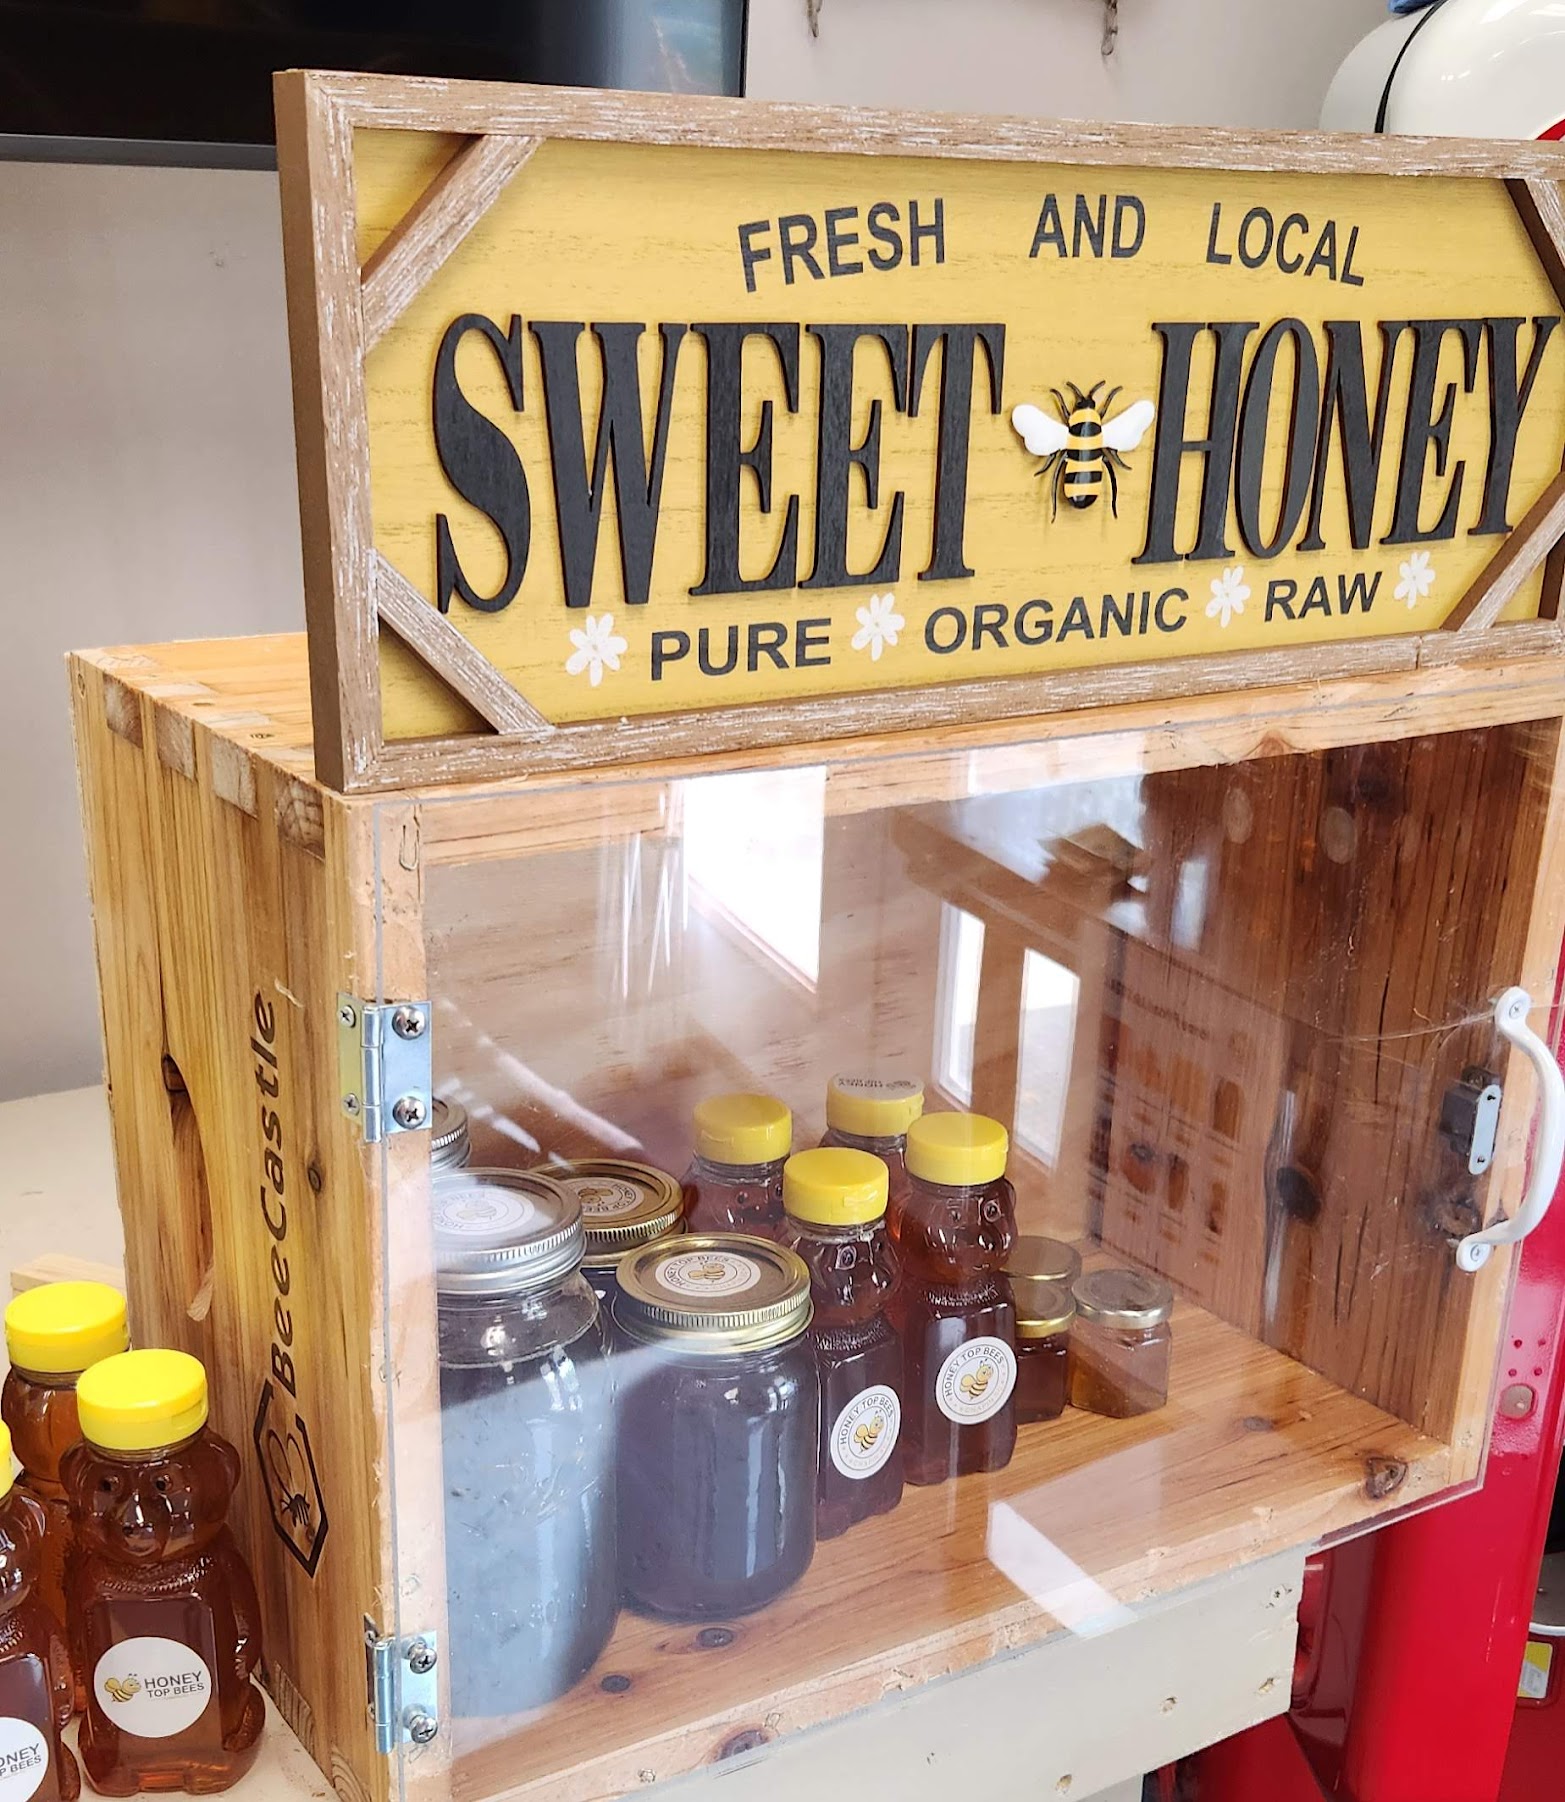 FRESH AND LOCAL
SWEET HONEY
PURE ORGANIC RAW
BeeCastle
HONEY TOP BEES
HONEY TOP BEES
HONEY TOP BEES
HONEY
TOP BEES